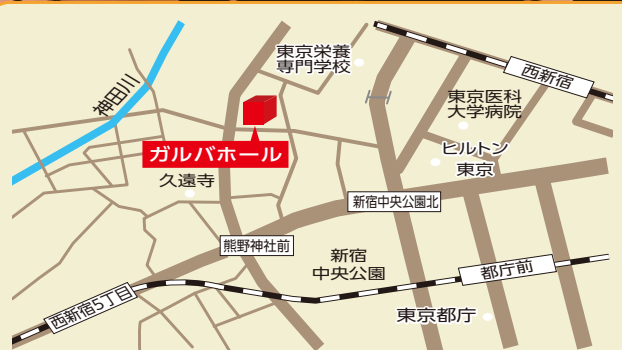 東京栄養
専門学校
西新宿
神田川
東京医科
大学病院
ガルバホール
ヒルトン
東京
久遠寺
新宿中央公園北
熊野神社前
新宿
中央公園
都庁前
西新宿5丁目
東京都庁